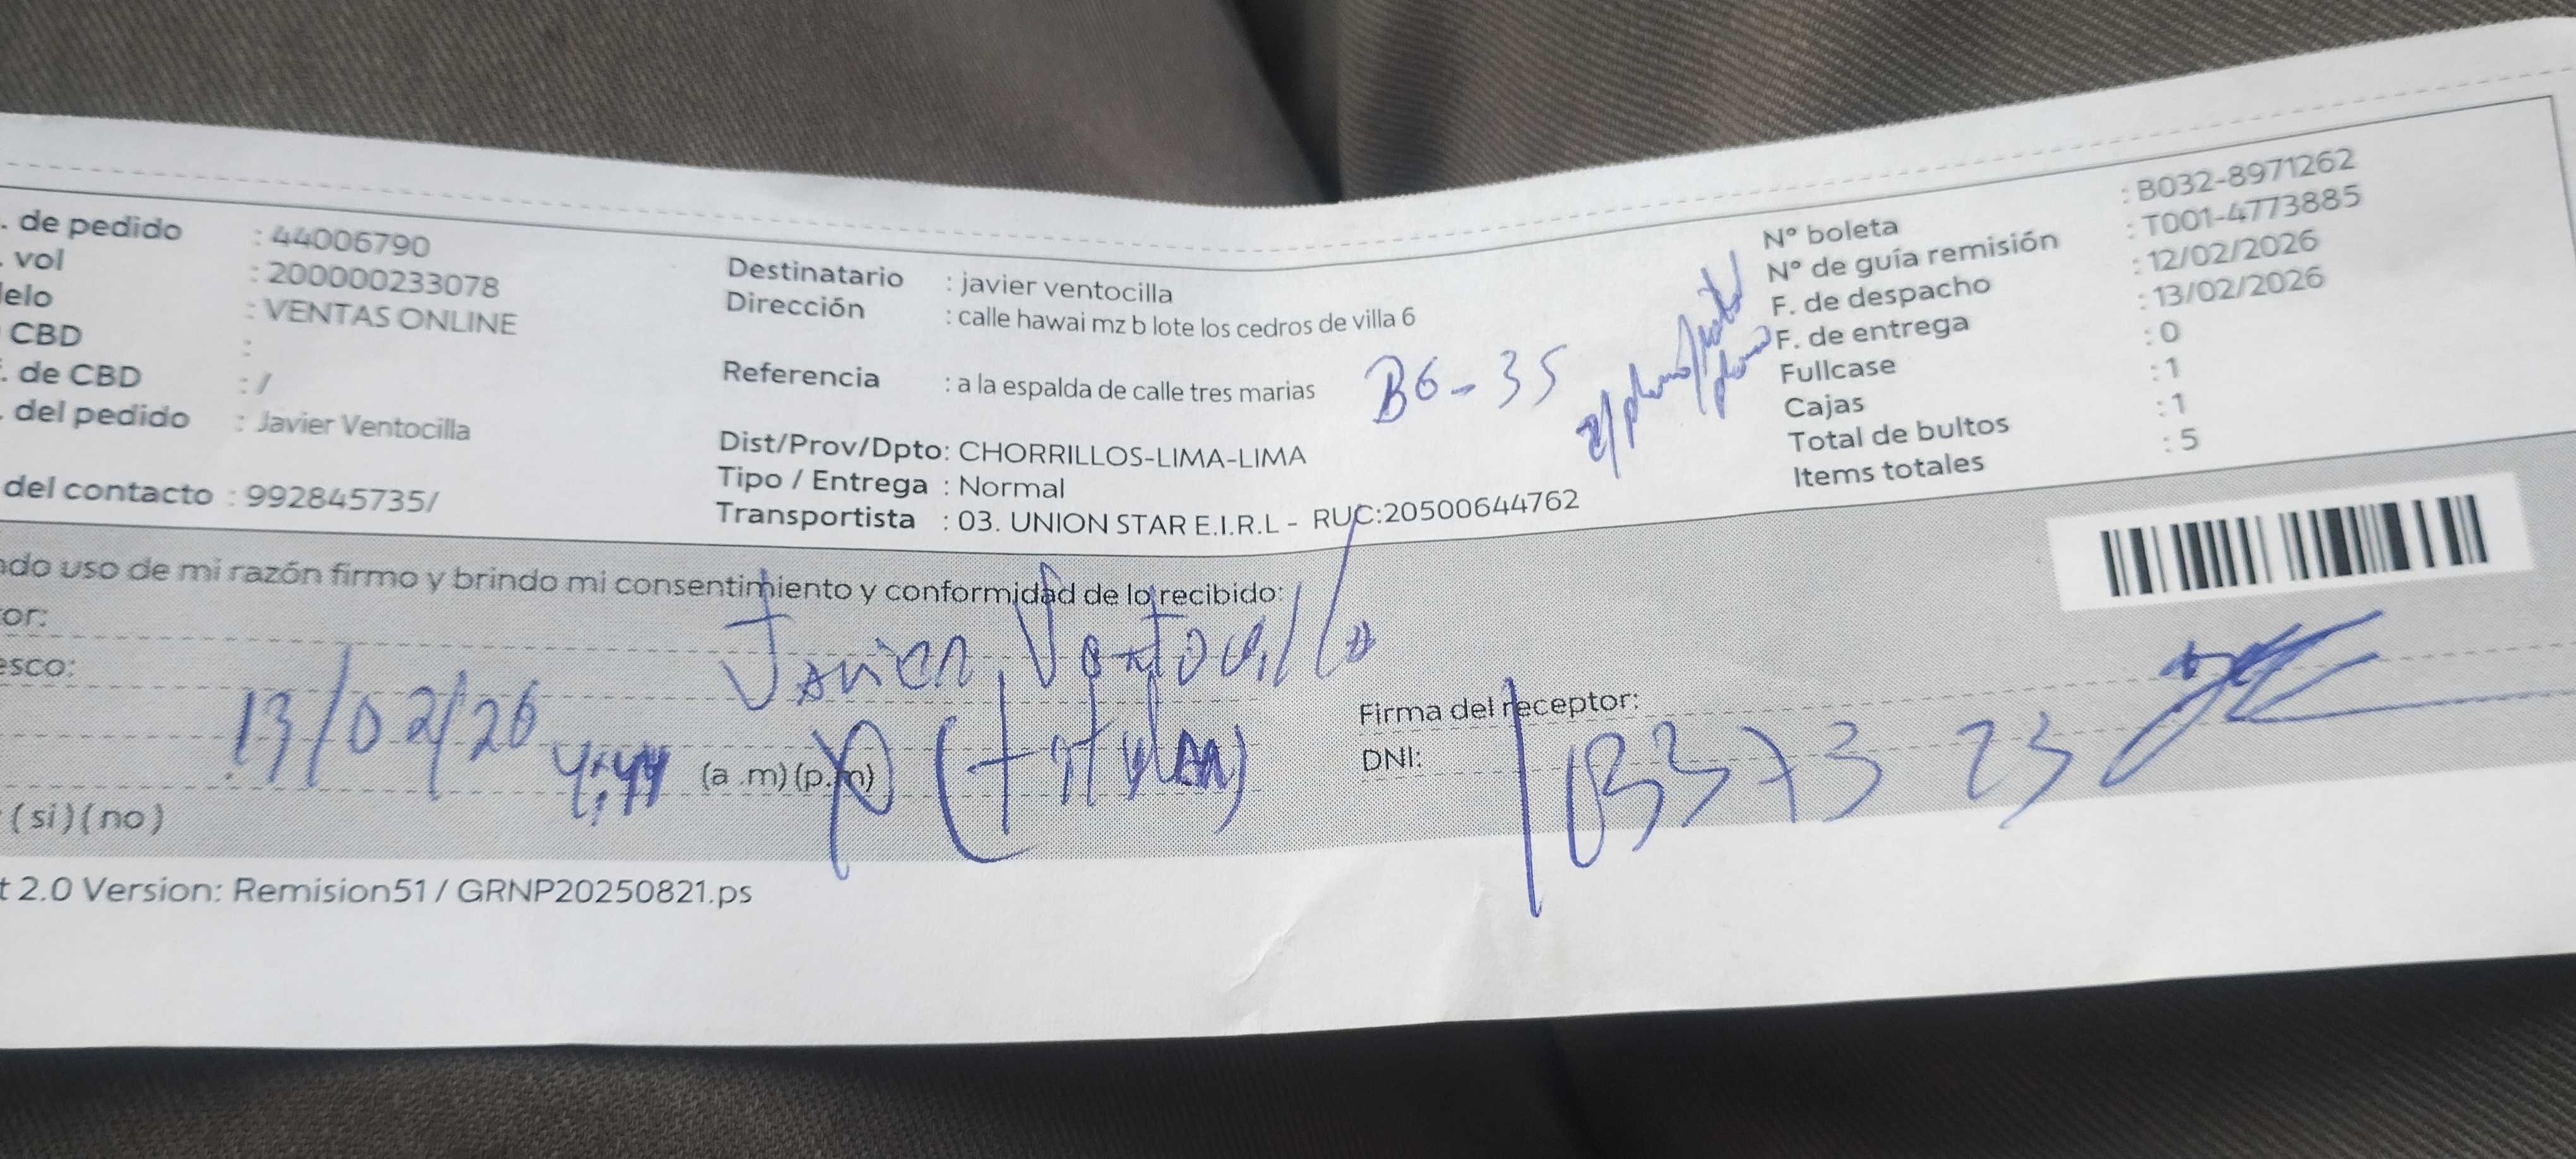 . de pedido : 44006790
. vol : 200000233078
elo : VENTAS ONLINE
CBD :
. de CBD : /
. del pedido : Javier Ventocilla
del contacto : 992845735/
Destinatario : javier ventocilla
Dirección : calle hawai mz b lote los cedros de villa 6
Referencia : a la espalda de calle tres marias
B6-35
Dist/Prov/Dpto: CHORRILLOS-LIMA-LIMA
Tipo / Entrega : Normal
Transportista : 03. UNION STAR E.I.R.L - RUC:20500644762
N° boleta : B032-8971262
N° de guía remisión : T001-4773885
F. de despacho : 12/02/2026
F. de entrega : 13/02/2026
Fullcase : 0
Cajas : 1
Total de bultos : 1
Items totales : 5
ndo uso de mi razón firmo y brindo mi consentimiento y conformidad de lo recibido:
or: Javier Ventocilla
esco: (titular)
13/02/26 (a .m) (p.m)
Firma del receptor:
DNI:
(si) (no)
t 2.0 Version: Remision51 / GRNP20250821.ps